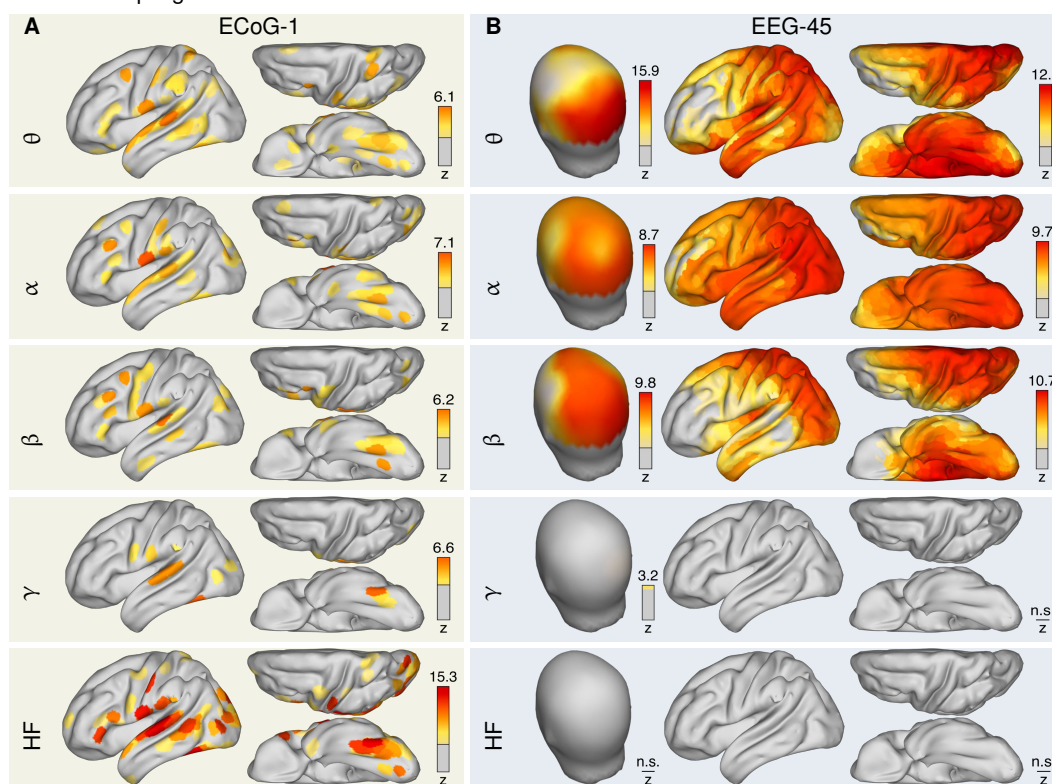 A ECoG-1 B EEG-45
θ 6.1 z θ 15.9 z 12. z
α 7.1 z α 8.7 z 9.7 z
β 6.2 z β 9.8 z 10.7 z
γ 6.6 z γ 3.2 z n.s z
HF 15.3 z HF n.s. z n.s z